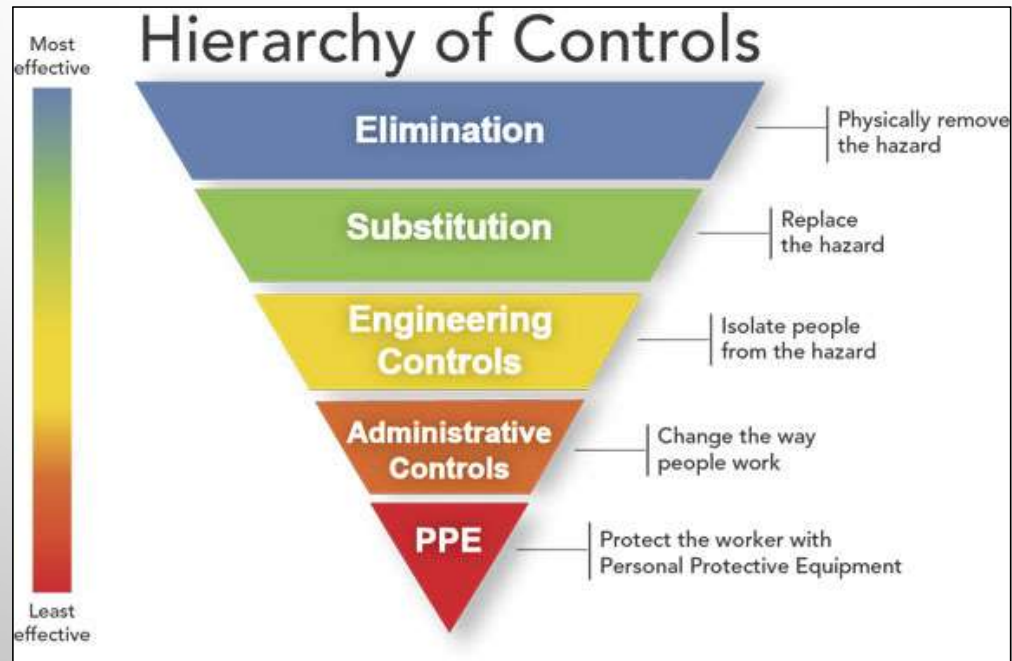 Hierarchy of Controls
Most
effective
Elimination
Physically remove
the hazard
Substitution
Replace
the hazard
Engineering
Controls
Isolate people
from the hazard
Administrative
Controls
Change the way
people work
PPE
Protect the worker with
Personal Protective Equipment
Least
effective